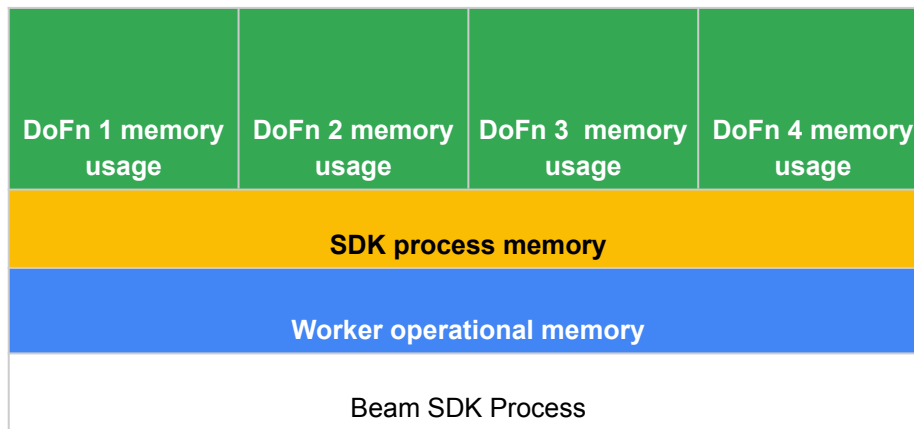 DoFn 1 memory
usage
DoFn 2 memory
usage
DoFn 3  memory
usage
DoFn 4 memory
usage
SDK process memory
Worker operational memory
Beam SDK Process